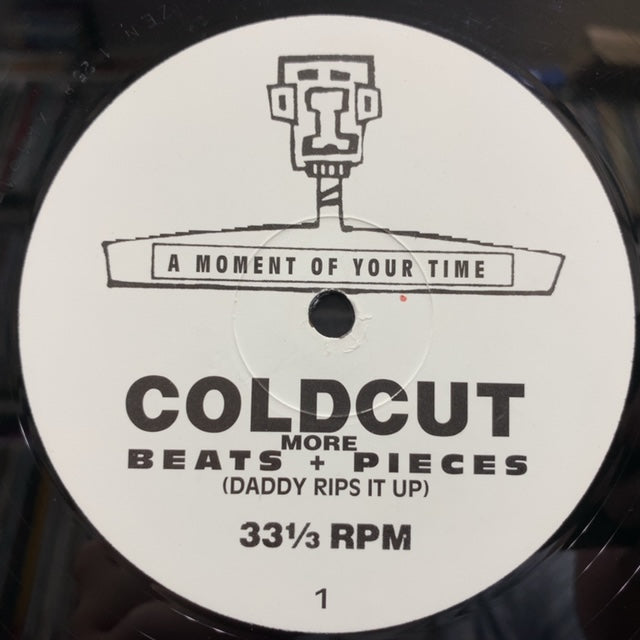 A MOMENT OF YOUR TIME
COLDCUT
MORE
BEATS + PIECES
(DADDY RIPS IT UP)
33⅓ RPM
1